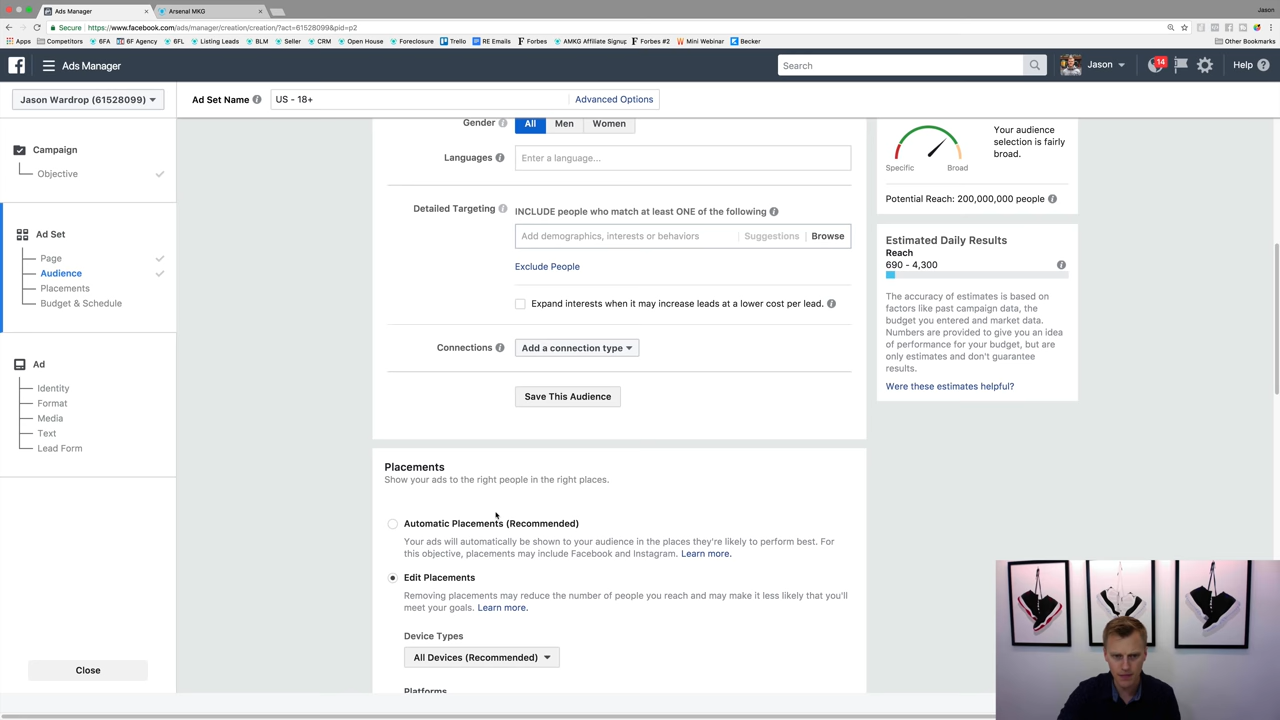 Ads Manager
Arsenal MKG
Jason
Secure
https://www.facebook.com/ads/manager/creation/creation/?act=61528099&pid=p2
Apps
Competitors
6FA
6F Agency
6FL
Listing Leads
BLM
Seller
CRM
Open House
Foreclosure
Trello
RE Emails
Forbes
AMKG Affiliate Signup
Forbes #2
Mini Webinar
Becker
Other Bookmarks
Ads Manager
Search
Jason
14
Help
Jason Wardrop (61528099)
Ad Set Name
US - 18+
Advanced Options
Campaign
Objective
Ad Set
Page
Audience
Placements
Budget & Schedule
Ad
Identity
Format
Media
Text
Lead Form
Close
Gender
All
Men
Women
Languages
Enter a language...
Detailed Targeting
INCLUDE people who match at least ONE of the following
Add demographics, interests or behaviors
Suggestions
Browse
Exclude People
Expand interests when it may increase leads at a lower cost per lead.
Connections
Add a connection type
Save This Audience
Placements
Show your ads to the right people in the right places.
Automatic Placements (Recommended)
Your ads will automatically be shown to your audience in the places they're likely to perform best. For
this objective, placements may include Facebook and Instagram. Learn more.
Edit Placements
Removing placements may reduce the number of people you reach and may make it less likely that you'll
meet your goals. Learn more.
Device Types
All Devices (Recommended)
Platforms
Specific
Broad
Your audience
selection is fairly
broad.
Potential Reach: 200,000,000 people
Estimated Daily Results
Reach
690 - 4,300
The accuracy of estimates is based on
factors like past campaign data, the
budget you entered and market data.
Numbers are provided to give you an idea
of performance for your budget, but are
only estimates and don't guarantee
results.
Were these estimates helpful?